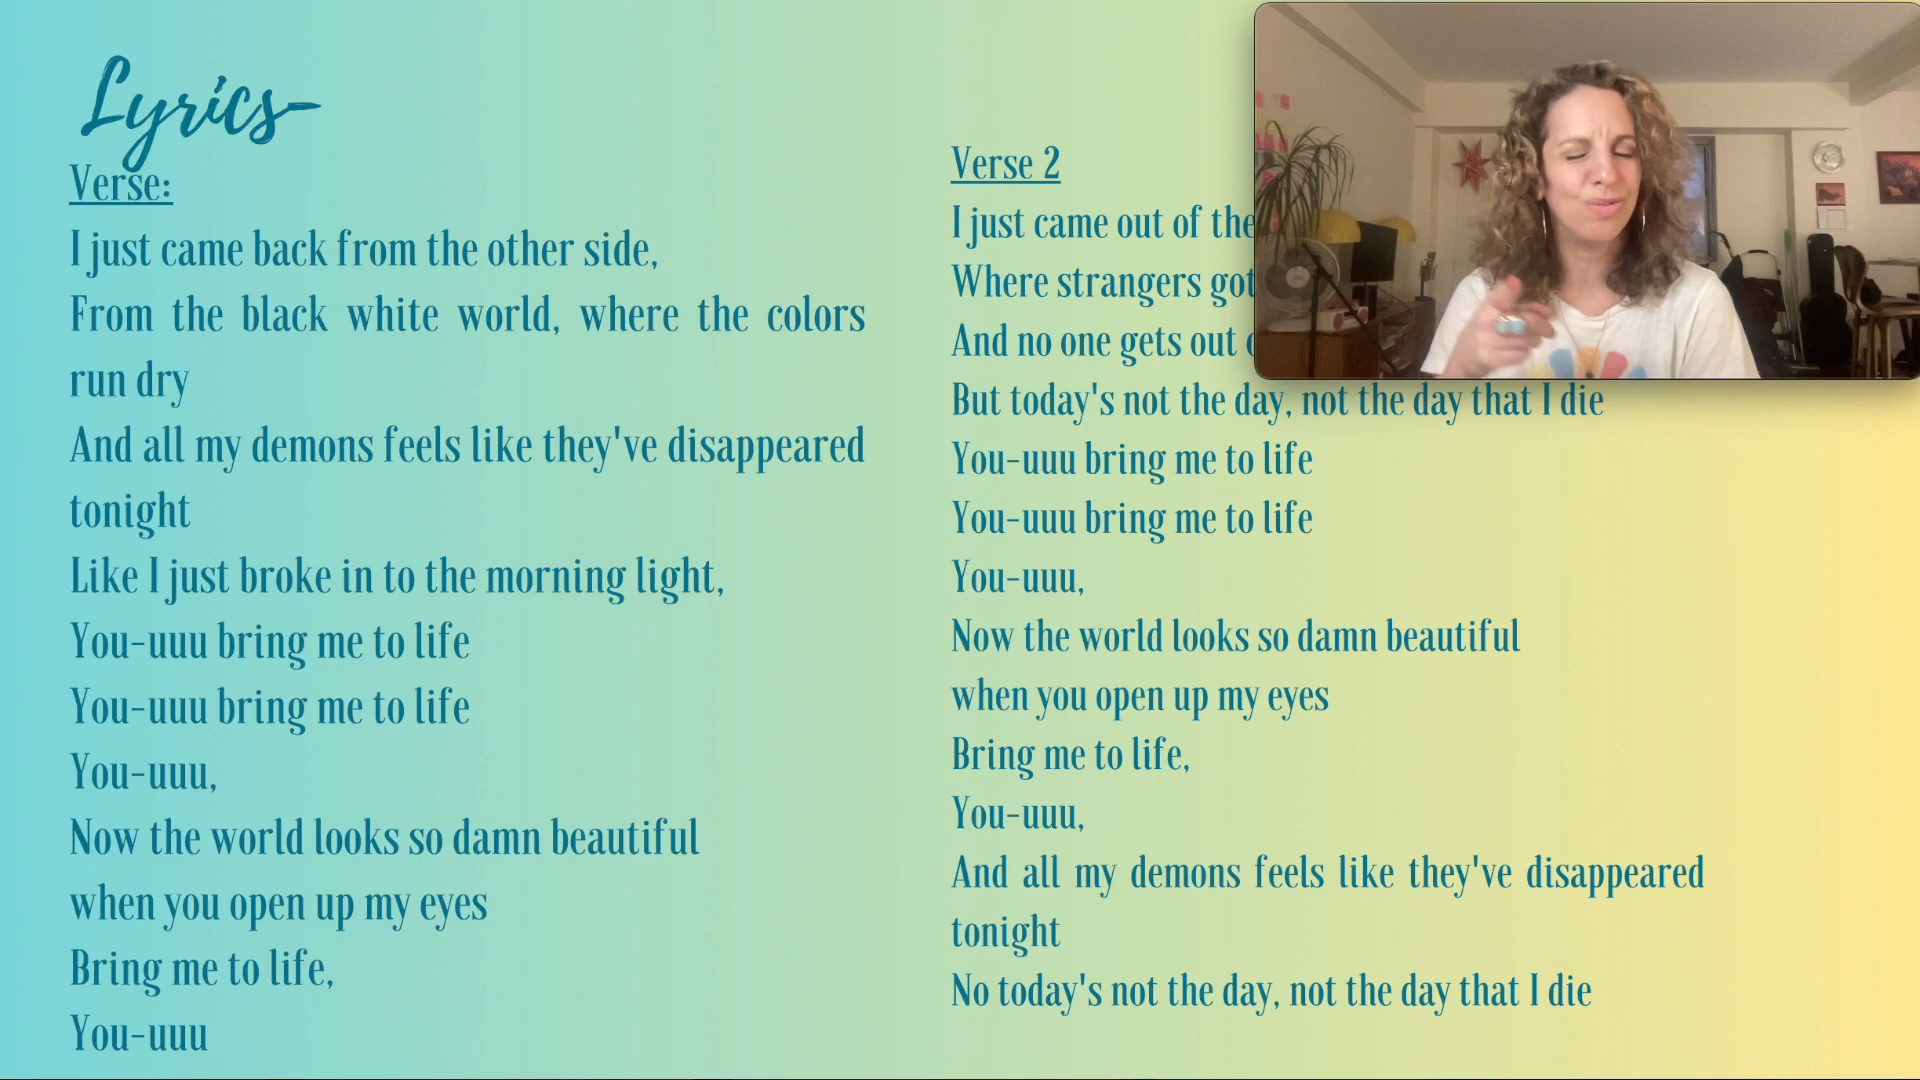 Lyrics-
Verse:
I just came back from the other side,
From the black white world, where the colors
run dry
And all my demons feels like they've disappeared
tonight
Like I just broke in to the morning light,
You-uuu bring me to life
You-uuu bring me to life
You-uuu,
Now the world looks so damn beautiful
when you open up my eyes
Bring me to life,
You-uuu
Verse 2
I just came out of the
Where strangers got
And no one gets out
But today's not the day, not the day that I die
You-uuu bring me to life
You-uuu bring me to life
You-uuu,
Now the world looks so damn beautiful
when you open up my eyes
Bring me to life,
You-uuu,
And all my demons feels like they've disappeared
tonight
No today's not the day, not the day that I die